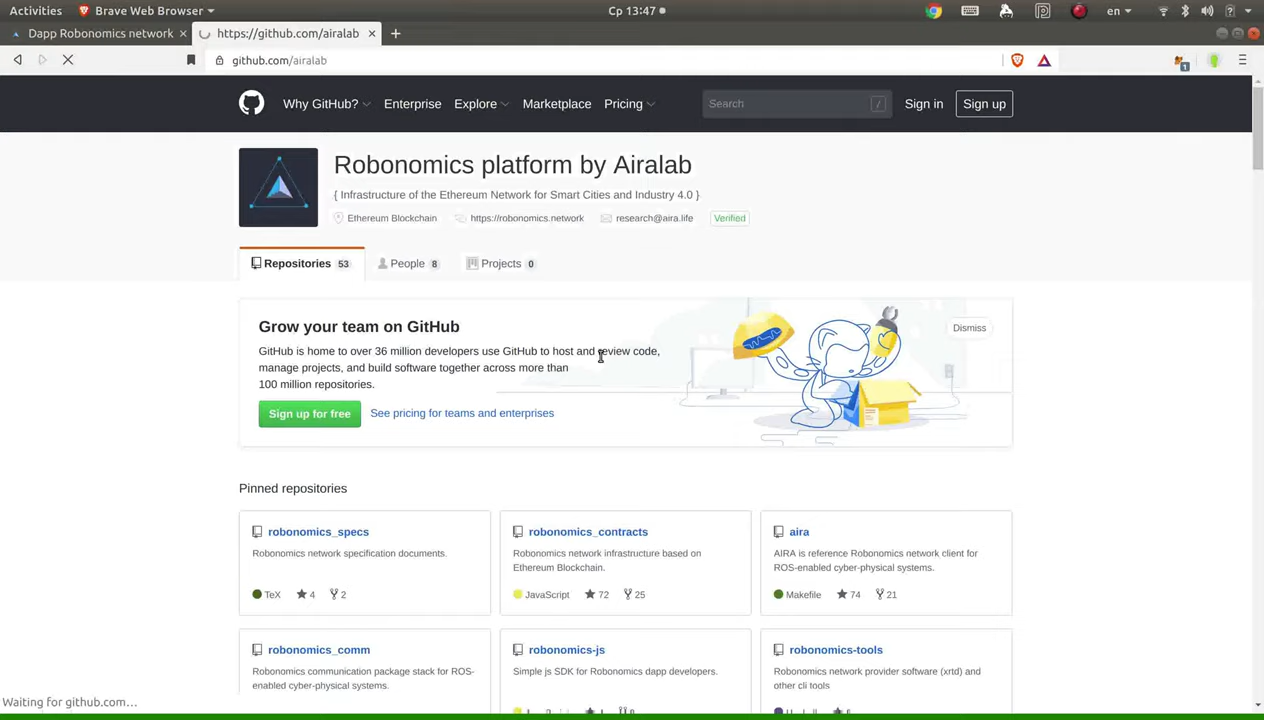 Activities Brave Web Browser Ср 13:47 en
Dapp Robonomics network https://github.com/airalab
github.com/airalab 1
Why GitHub? Enterprise Explore Marketplace Pricing Search / Sign in Sign up
Robonomics platform by Airalab
{ Infrastructure of the Ethereum Network for Smart Cities and Industry 4.0 }
Ethereum Blockchain https://robonomics.network research@aira.life Verified
Repositories 53 People 8 Projects 0
Grow your team on GitHub
Dismiss
GitHub is home to over 36 million developers use GitHub to host and review code,
manage projects, and build software together across more than
100 million repositories.
Sign up for free See pricing for teams and enterprises
Pinned repositories
robonomics_specs
Robonomics network specification documents.
TeX 4 2
robonomics_contracts
Robonomics network infrastructure based on
Ethereum Blockchain.
JavaScript 72 25
aira
AIRA is reference Robonomics network client for
ROS-enabled cyber-physical systems.
Makefile 74 21
robonomics_comm
Robonomics communication package stack for ROS-
enabled cyber-physical systems.
robonomics-js
Simple js SDK for Robonomics dapp developers.
robonomics-tools
Robonomics network provider software (xrtd) and
other cli tools
Waiting for github.com…